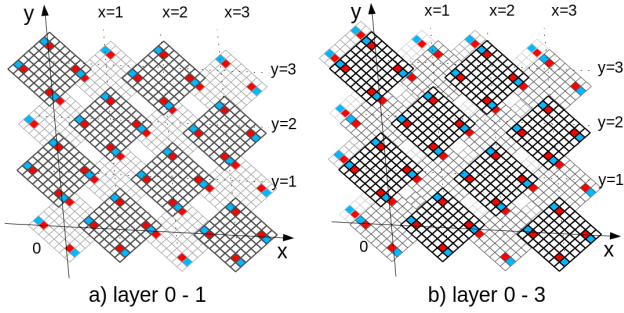 y
x=1
x=2
x=3
y=3
y=2
y=1
0
x
a) layer 0 - 1
y
x=1
x=2
x=3
y=3
y=2
y=1
0
x
b) layer 0 - 3